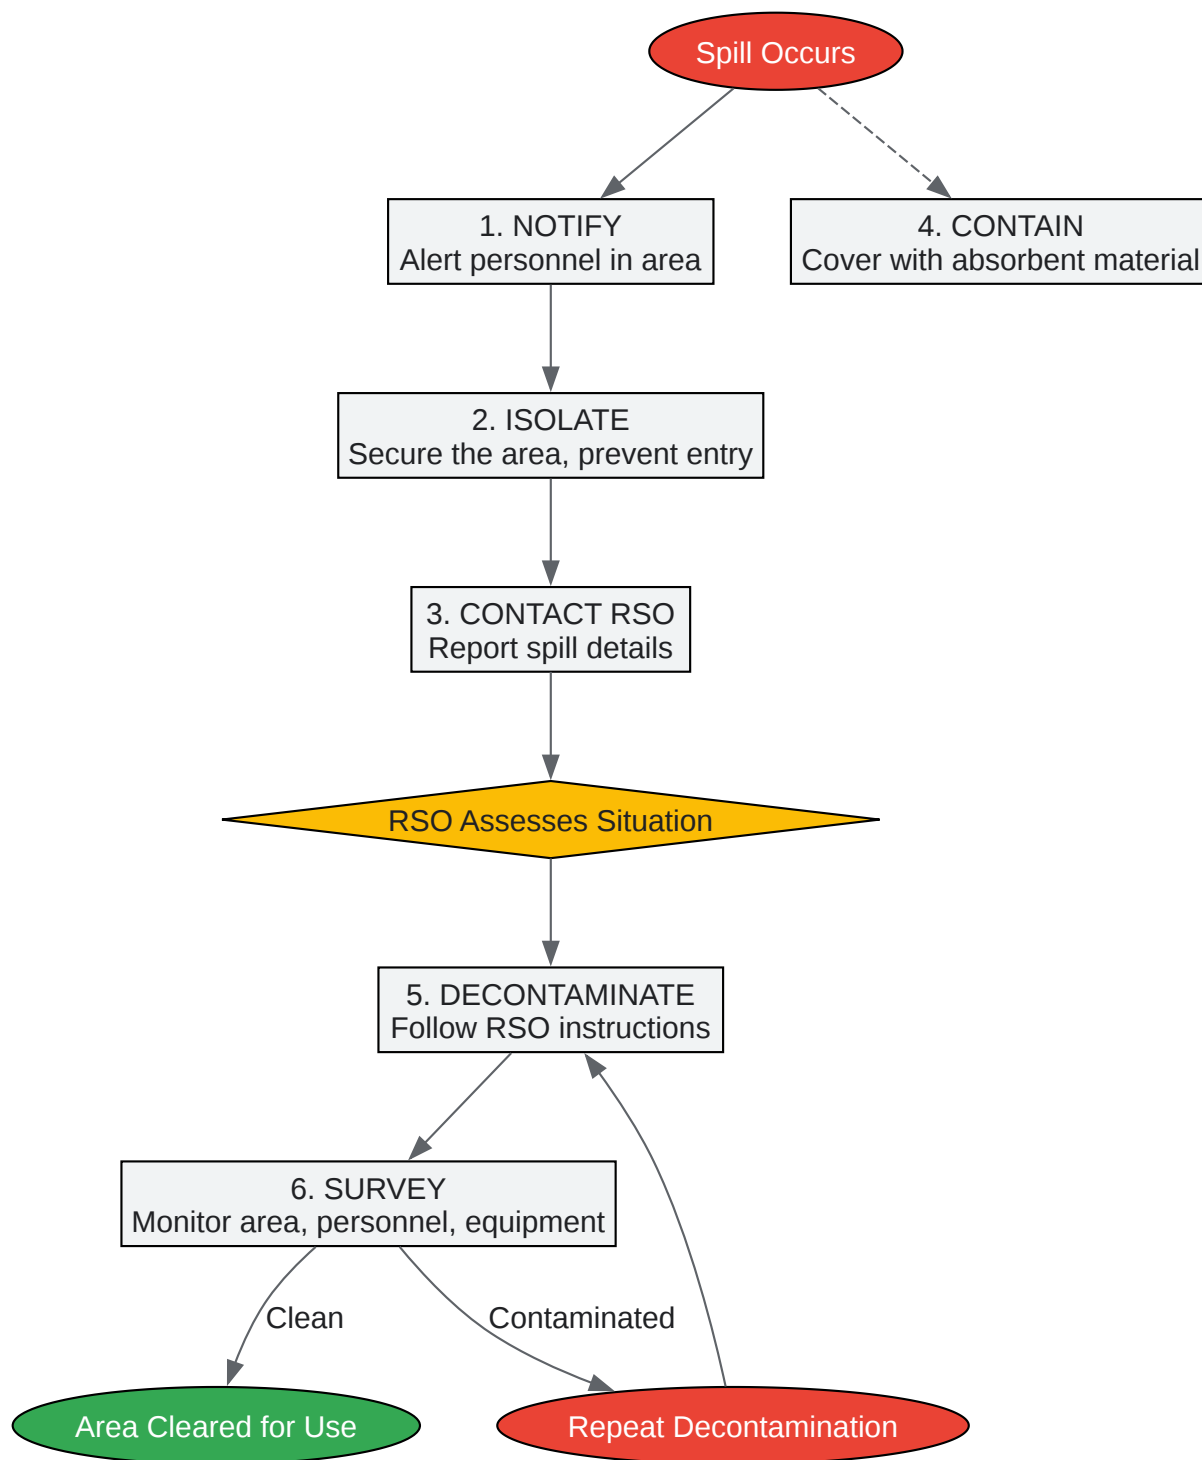 Spill Occurs
1. NOTIFY
Alert personnel in area
4. CONTAIN
Cover with absorbent material
2. ISOLATE
Secure the area, prevent entry
3. CONTACT RSO
Report spill details
RSO Assesses Situation
5. DECONTAMINATE
Follow RSO instructions
6. SURVEY
Monitor area, personnel, equipment
Clean
Contaminated
Area Cleared for Use
Repeat Decontamination